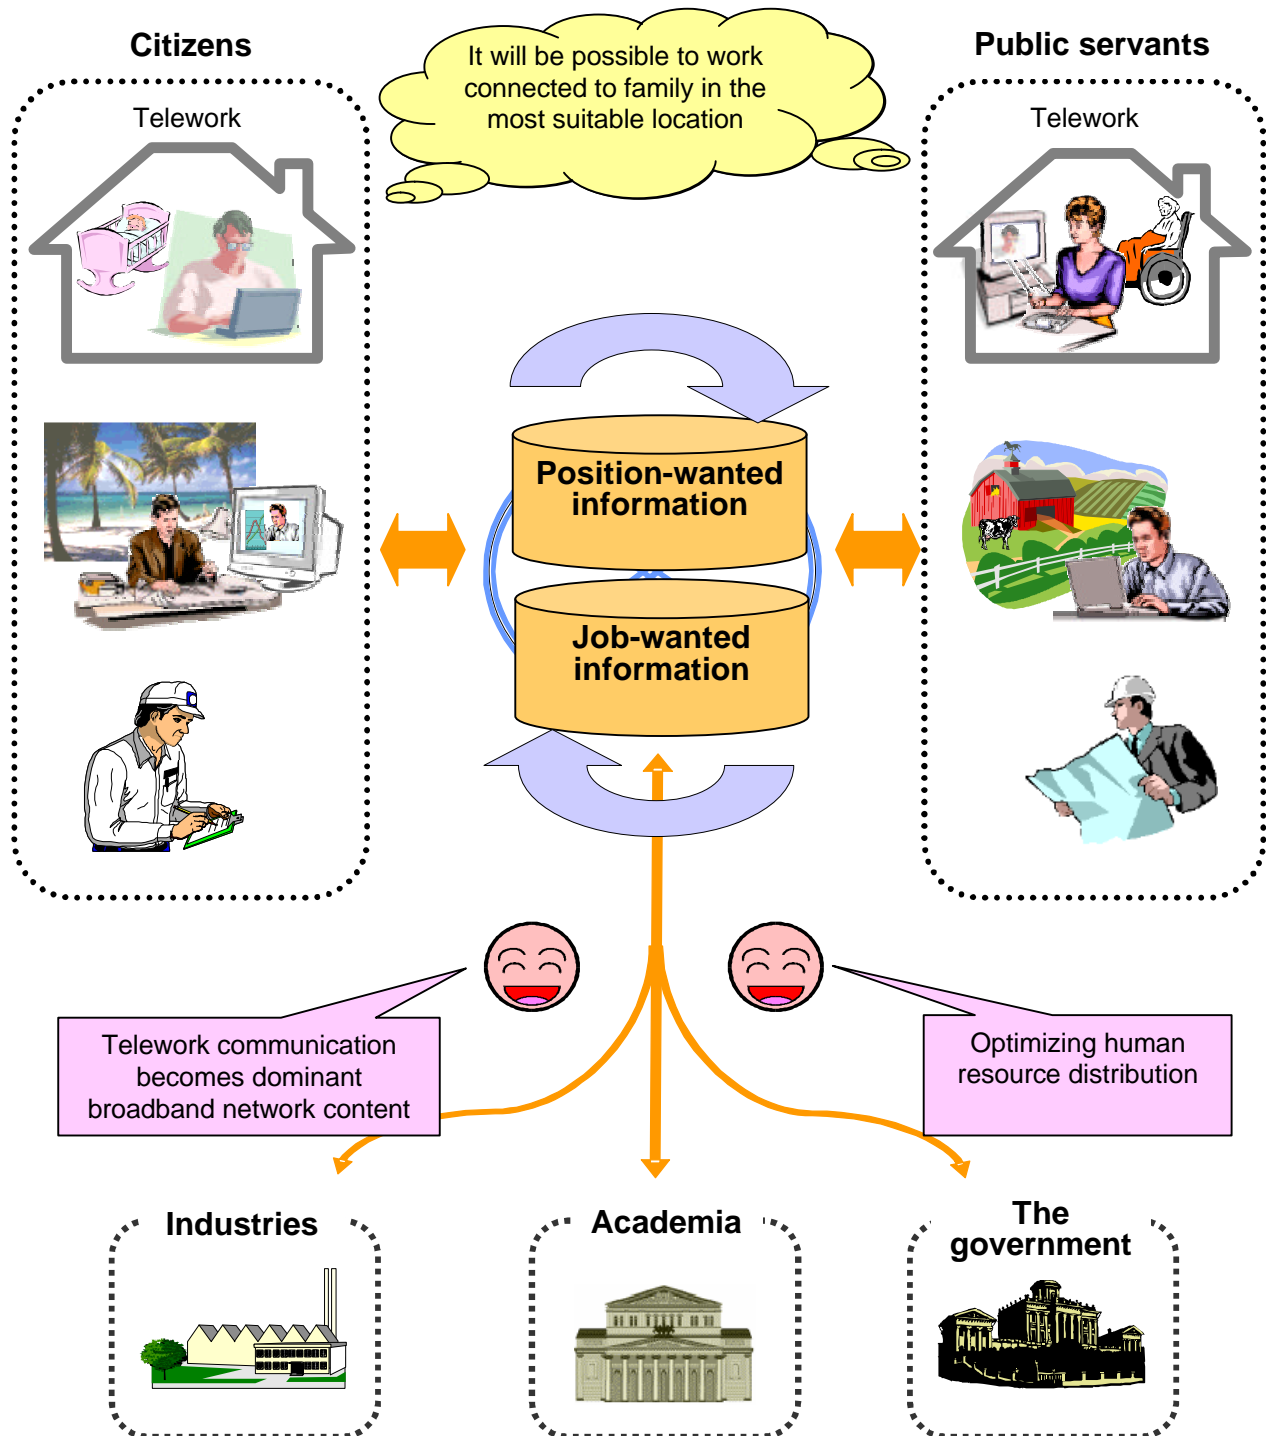 Citizens
Public servants
It will be possible to work
connected to family in the
most suitable location
Telework
Telework
Position-wanted
information
Job-wanted
information
Telework communication
becomes dominant
broadband network content
Optimizing human
resource distribution
Industries
Academia
The
government